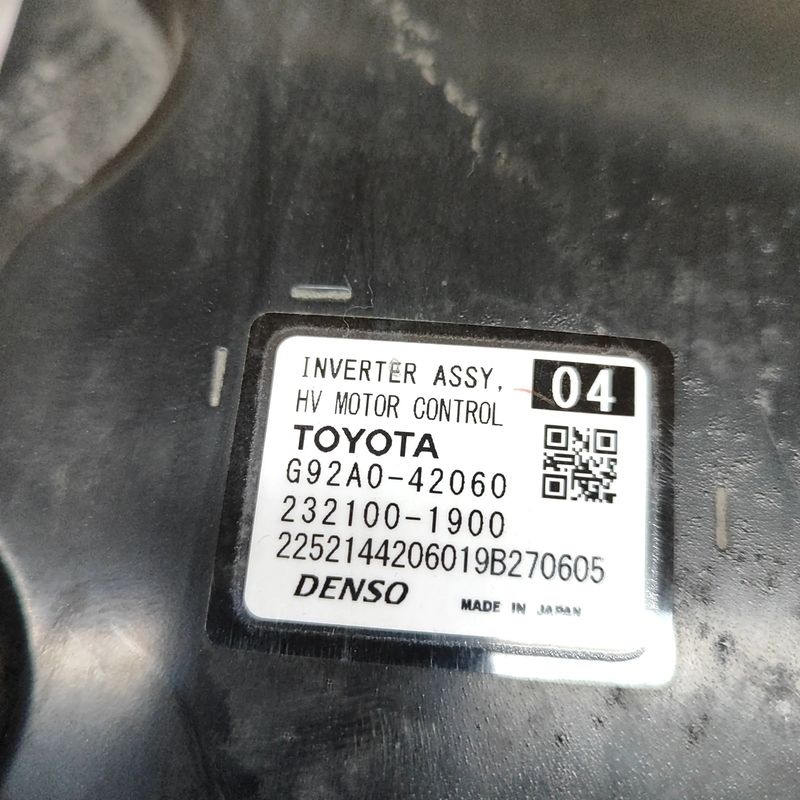 INVERTER ASSY,
04
HV MOTOR CONTROL
TOYOTA
G92A0-42060
232100-1900
2252144206019B270605
DENSO
MADE IN JAPAN